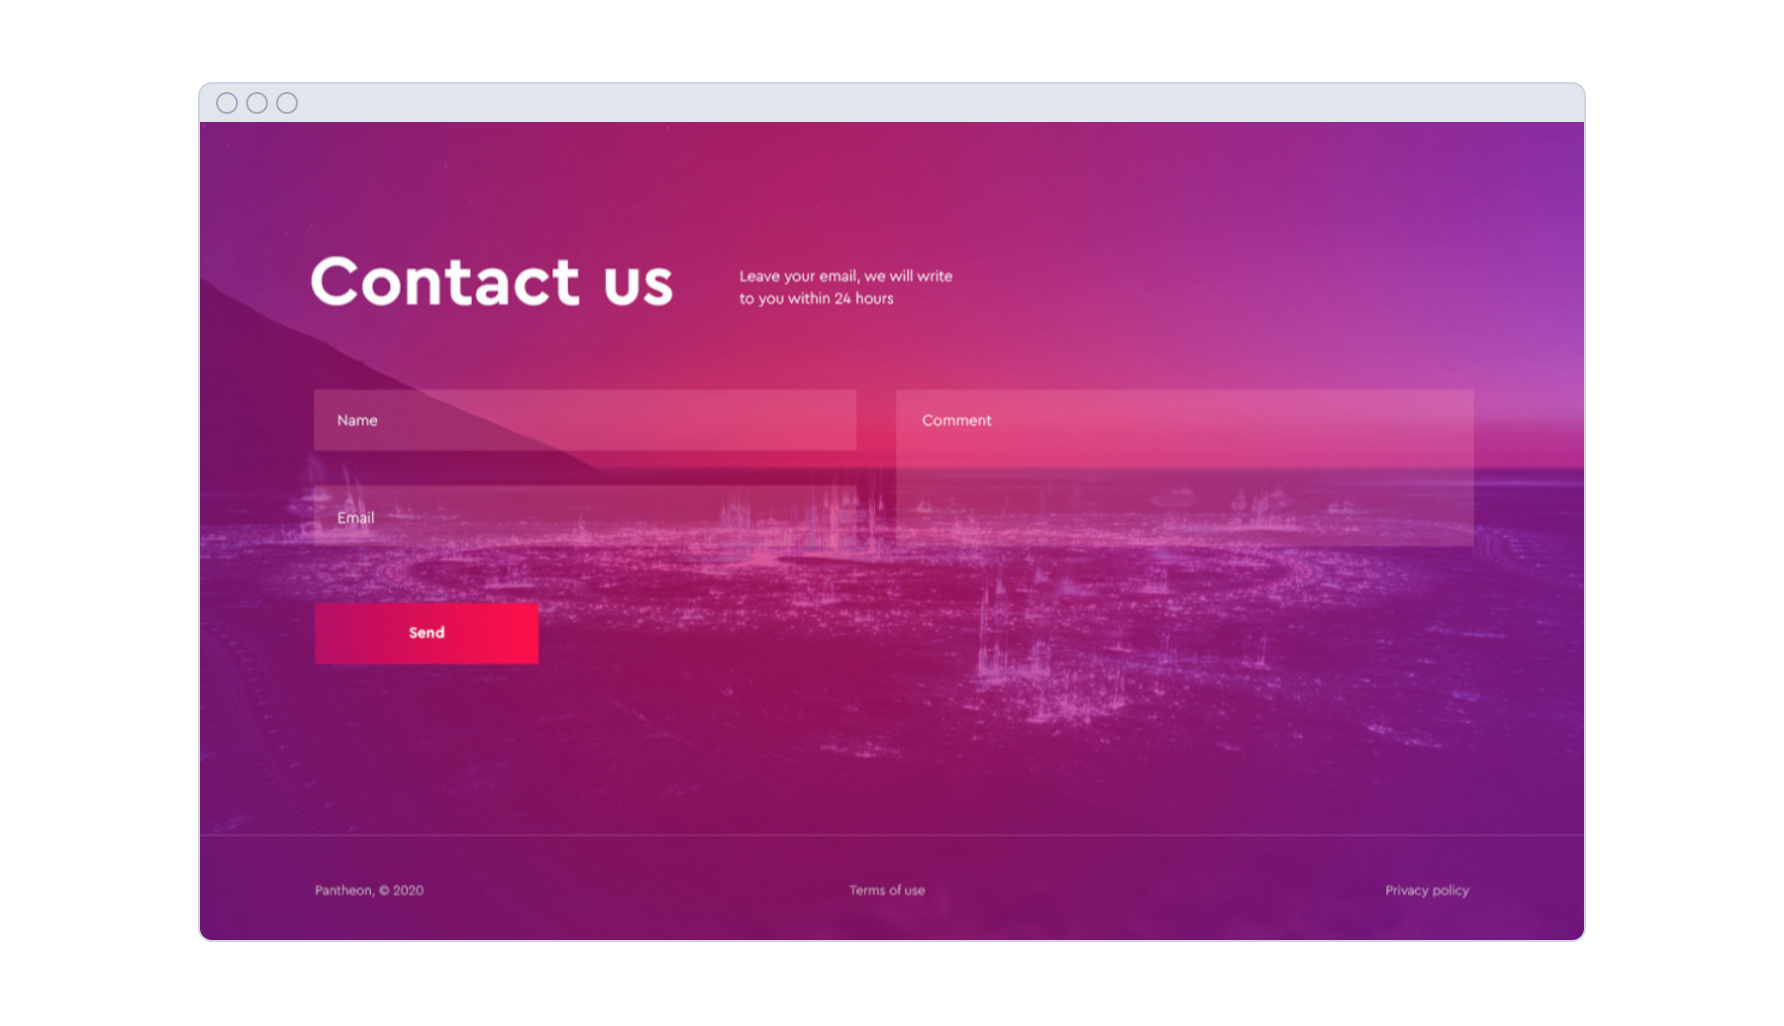 Contact us
Leave your email, we will write
to you within 24 hours
Name
Comment
Email
Send
Pantheon, © 2020
Terms of use
Privacy policy